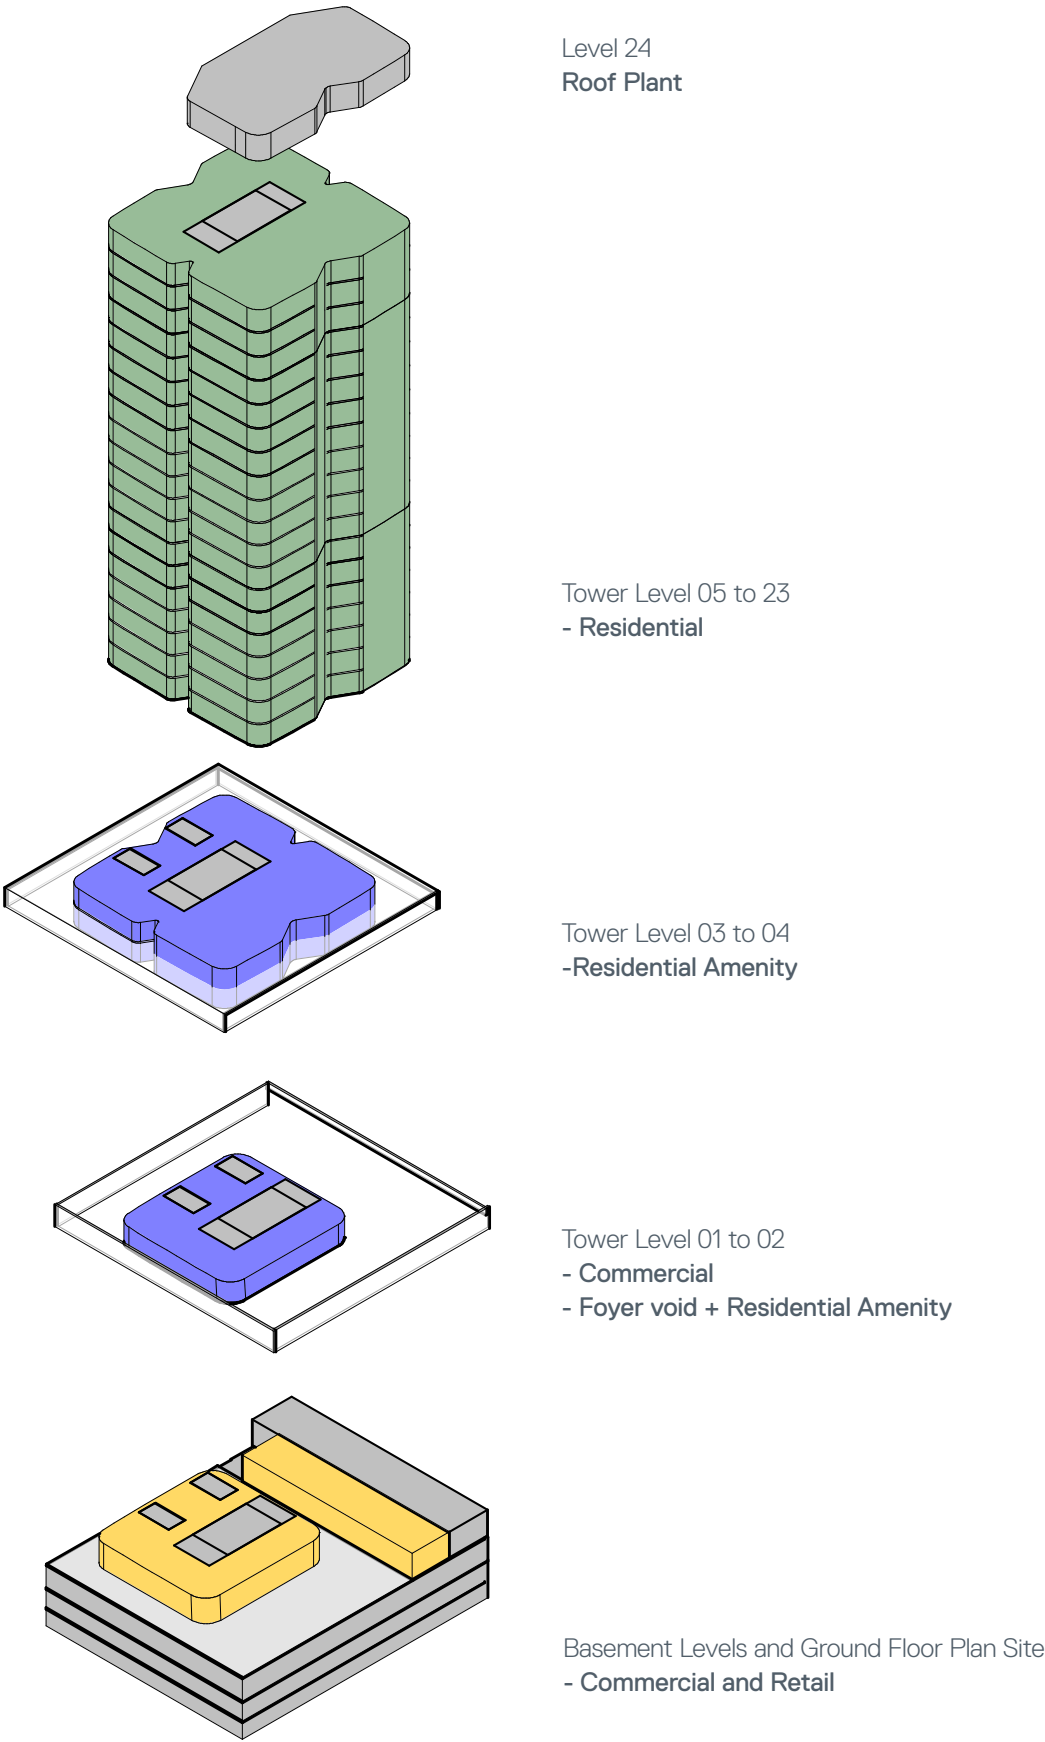 Level 24
Roof Plant
Tower Level 05 to 23
- Residential
Tower Level 03 to 04
-Residential Amenity
Tower Level 01 to 02
- Commercial
- Foyer void + Residential Amenity
Basement Levels and Ground Floor Plan Site
- Commercial and Retail